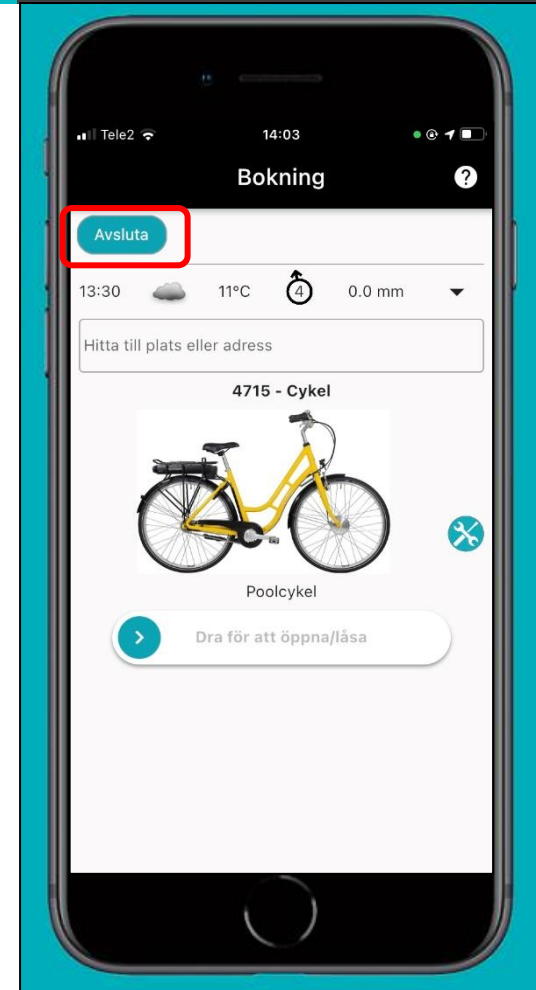 Tele2 14:03
Bokning ?
Avsluta
13:30 11°C 4 0.0 mm
Hitta till plats eller adress
4715 - Cykel
Poolcykel
Dra för att öppna/låsa